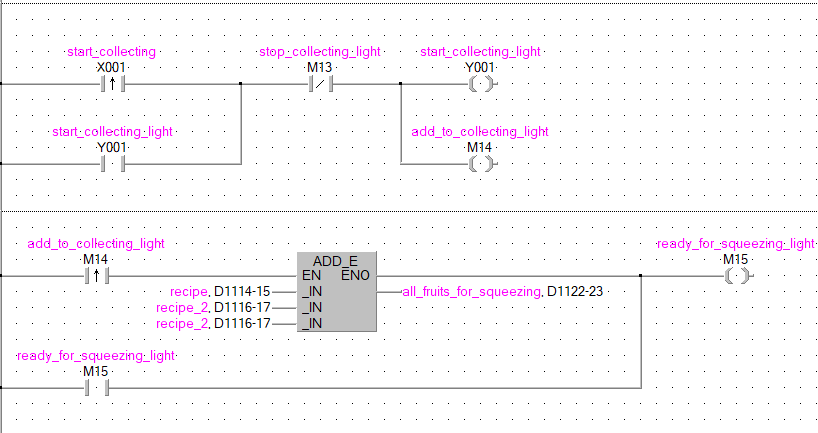 start_collecting stop_collecting_light start_collecting_light
X001 M13 Y001
start_collecting_light add_to_collecting_light
Y001 M14
add_to_collecting_light ready_for_squeezing_light
M14 ADD_E M15
EN ENO
recipe, D1114-15 _IN all_fruits_for_squeezing, D1122-23
recipe_2, D1116-17 _IN
recipe_2, D1116-17 _IN
ready_for_squeezing_light
M15